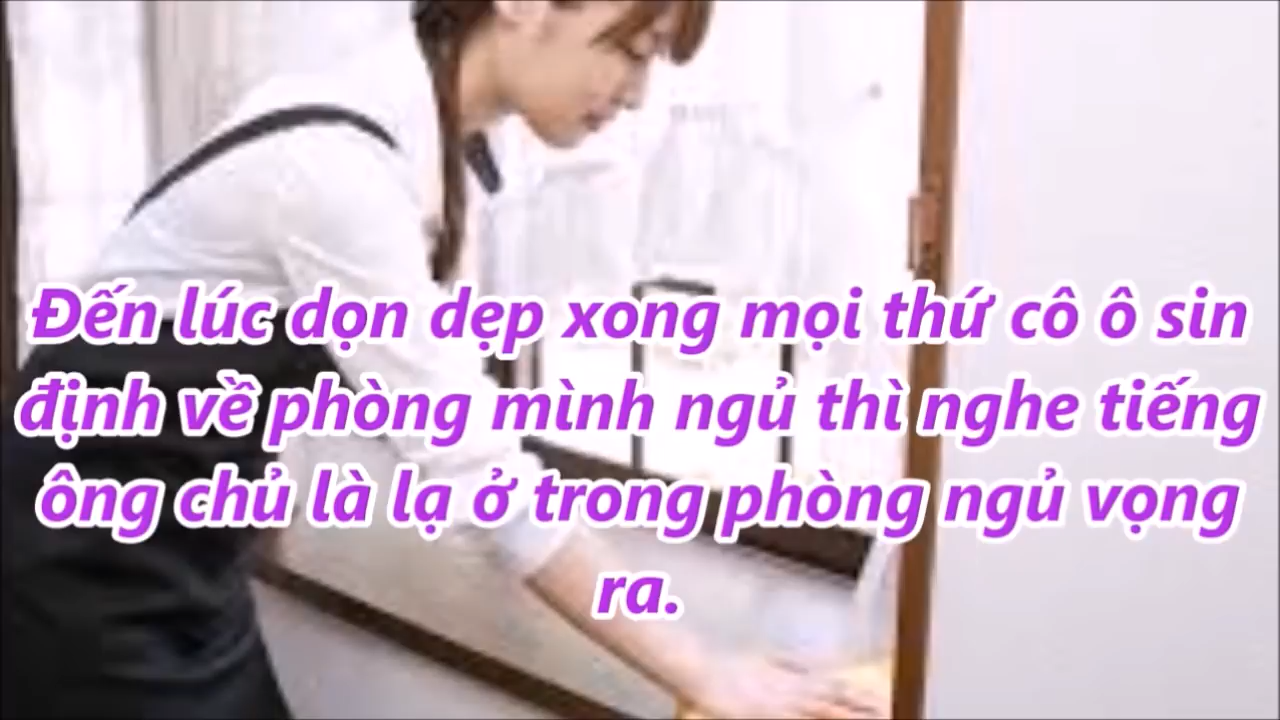 Đến lúc dọn dẹp xong mọi thứ cô ô sin
định về phòng mình ngủ thì nghe tiếng
ông chủ là lạ ở trong phòng ngủ vọng
ra.